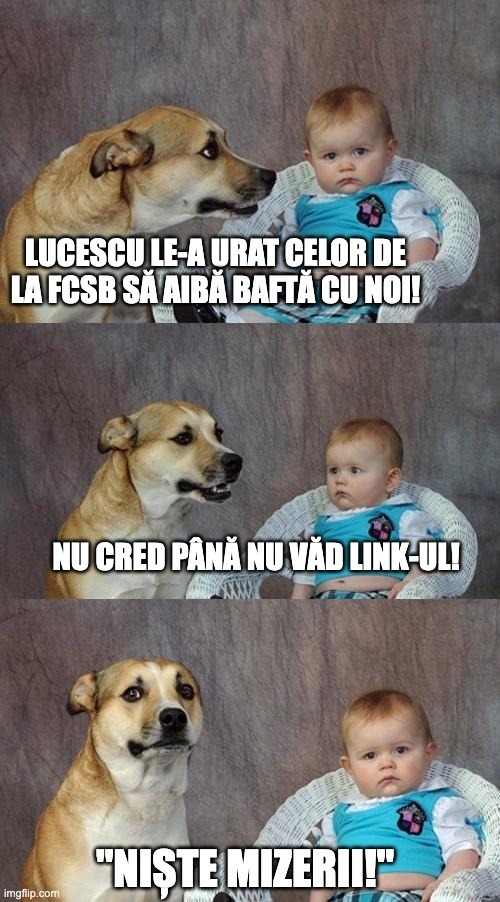 LUCESCU LE-A URAT CELOR DE
LA FCSB SĂ AIBĂ BAFTĂ CU NOI!
NU CRED PÂNĂ NU VĂD LINK-UL!
"NIȘTE MIZERII!"
imgflip.com